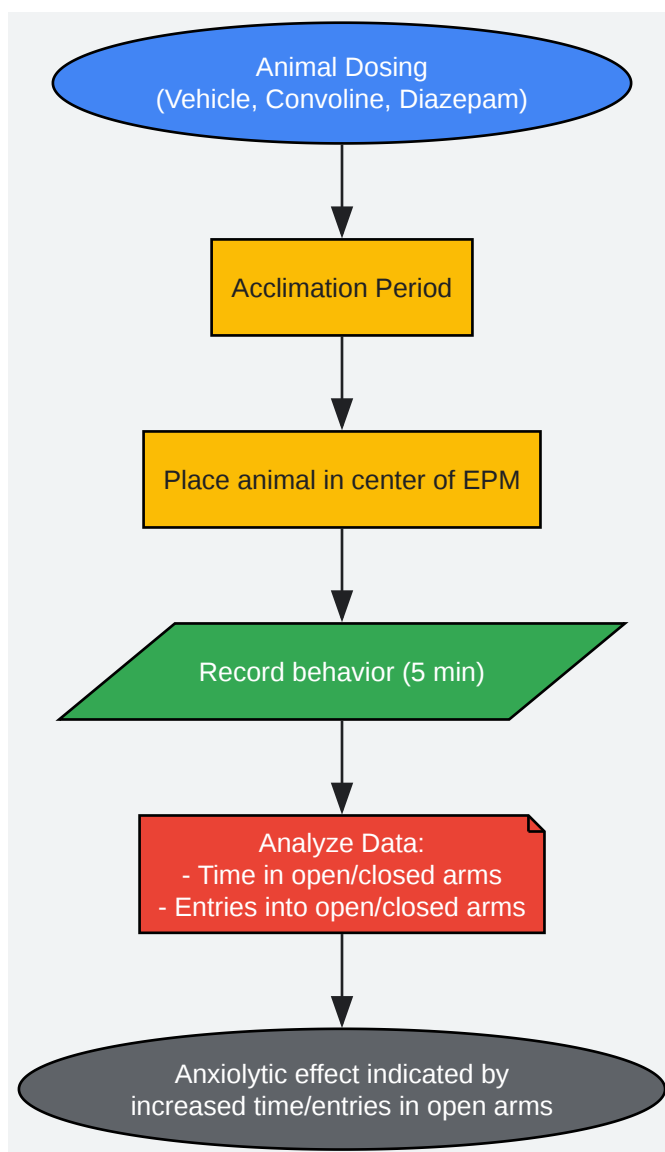 Animal Dosing
(Vehicle, Convoline, Diazepam)
Acclimation Period
Place animal in center of EPM
Record behavior (5 min)
Analyze Data:
- Time in open/closed arms
- Entries into open/closed arms
Anxiolytic effect indicated by
increased time/entries in open arms